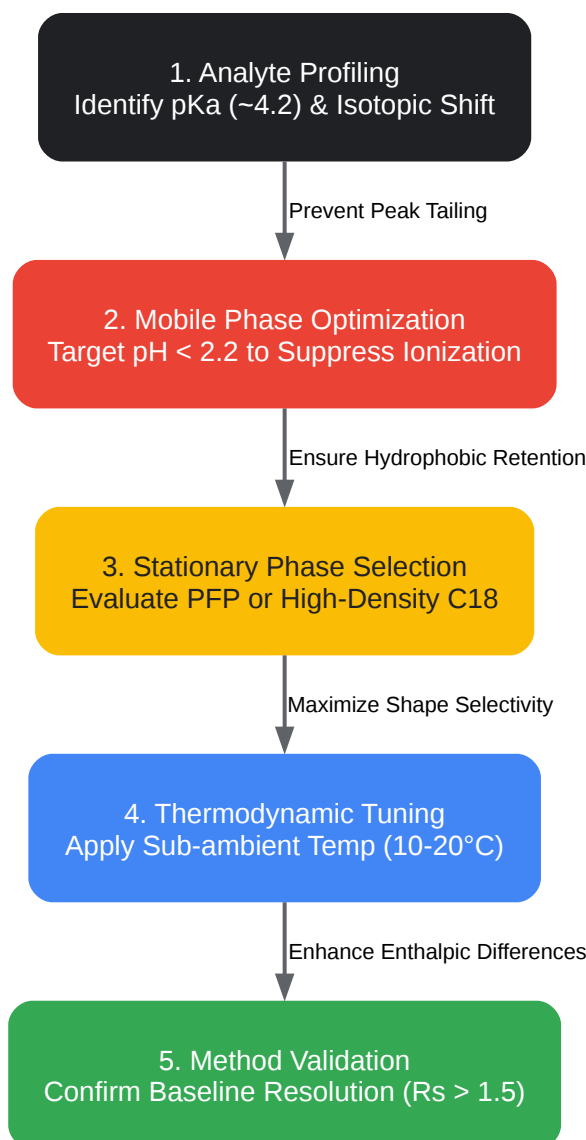 1. Analyte Profiling
Identify pKa (~4.2) & Isotopic Shift
Prevent Peak Tailing
2. Mobile Phase Optimization
Target pH < 2.2 to Suppress Ionization
Ensure Hydrophobic Retention
3. Stationary Phase Selection
Evaluate PFP or High-Density C18
Maximize Shape Selectivity
4. Thermodynamic Tuning
Apply Sub-ambient Temp (10-20°C)
Enhance Enthalpic Differences
5. Method Validation
Confirm Baseline Resolution (Rs > 1.5)